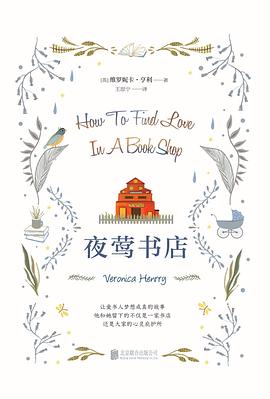 [英]维罗妮卡·亨利——著
王思宁——译
How To Find Love
In A Book Shop
夜莺书店
Veronica Henrry
让爱书人梦想成真的故事
他和她留下的不仅是一家书店
还是大家的心灵庇护所
北京联合出版公司